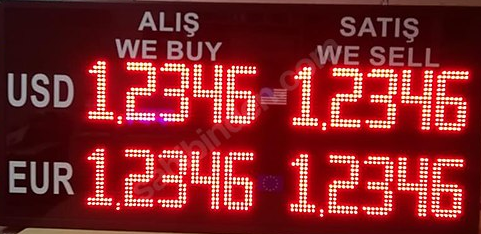 ALIŞ SATIŞ
WE BUY WE SELL
USD 1,2346 1,2346
EUR 1,2346 1,2346